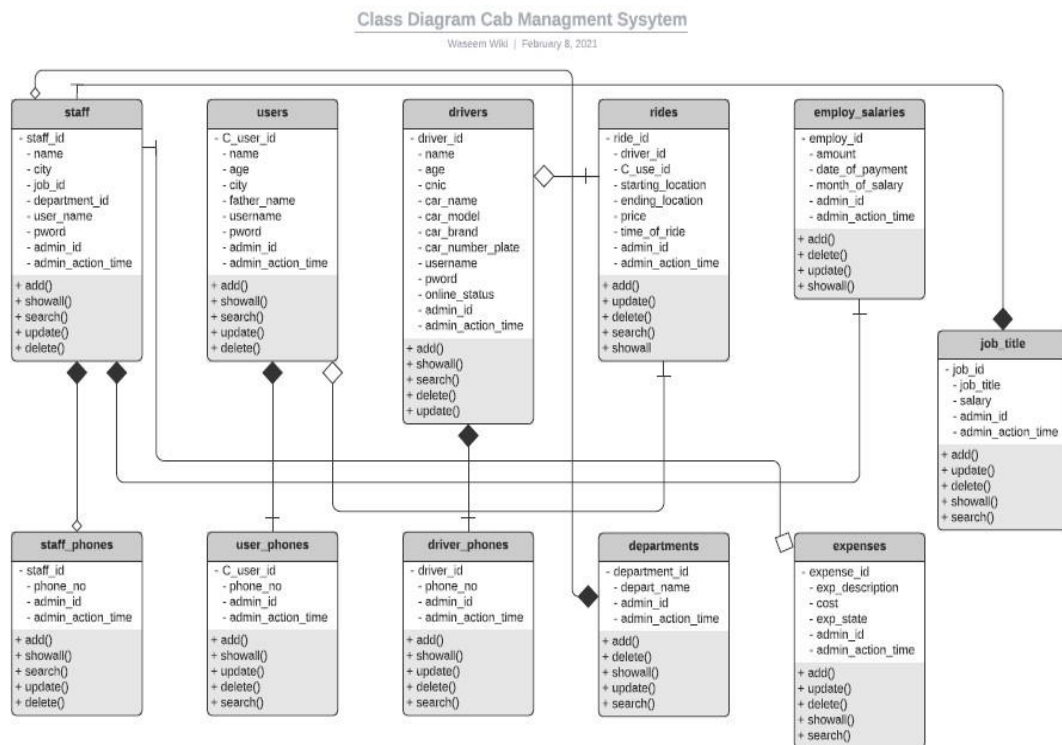 Class Diagram Cab Managment Sysytem
Waseem Wiki | February 8, 2021
staff
- staff_id
- name
- city
- job_id
- department_id
- user_name
- pword
- admin_id
- admin_action_time
+ add()
+ showall()
+ search()
+ update()
+ delete()
users
- C_user_id
- name
- age
- city
- father_name
- username
- pword
- admin_id
- admin_action_time
+ add()
+ showall()
+ search()
+ update()
+ delete()
drivers
- driver_id
- name
- age
- cnic
- car_name
- car_model
- car_brand
- car_number_plate
- username
- pword
- online_status
- admin_id
- admin_action_time
+ add()
+ showall()
+ search()
+ delete()
+ update()
rides
- ride_id
- driver_id
- C_use_id
- starting_location
- ending_location
- price
- time_of_ride
- admin_id
- admin_action_time
+ add()
+ update()
+ delete()
+ search()
+ showall
employ_salaries
- employ_id
- amount
- date_of_payment
- month_of_salary
- admin_id
- admin_action_time
+ add()
+ delete()
+ update()
+ showall()
job_title
- job_id
- job_title
- salary
- admin_id
- admin_action_time
+ add()
+ update()
+ delete()
+ showall()
+ search()
staff_phones
- staff_id
- phone_no
- admin_id
- admin_action_time
+ add()
+ showall()
+ search()
+ update()
+ delete()
user_phones
- C_user_id
- phone_no
- admin_id
- admin_action_time
+ add()
+ showall()
+ update()
+ delete()
+ search()
driver_phones
- driver_id
- phone_no
- admin_id
- admin_action_time
+ add()
+ showall()
+ update()
+ delete()
+ search()
departments
- department_id
- depart_name
- admin_id
- admin_action_time
+ add()
+ delete()
+ showall()
+ update()
+ search()
expenses
- expense_id
- exp_description
- cost
- exp_state
- admin_id
- admin_action_time
+ add()
+ update()
+ delete()
+ showall()
+ search()